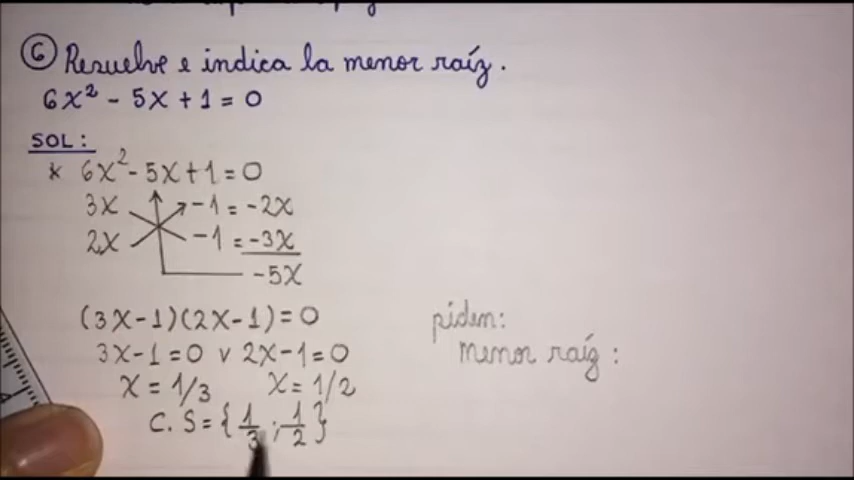 6 Resuelve e indica la menor raíz.
6x² - 5x + 1 = 0
SOL:
* 6x² - 5x + 1 = 0
3x -1 = -2x
2x -1 = -3x
-5x
(3x-1)(2x-1) = 0
3x-1 = 0 v 2x-1 = 0
x = 1/3 x = 1/2
C. S = {1/3 ; 1/2}
piden:
menor raíz :